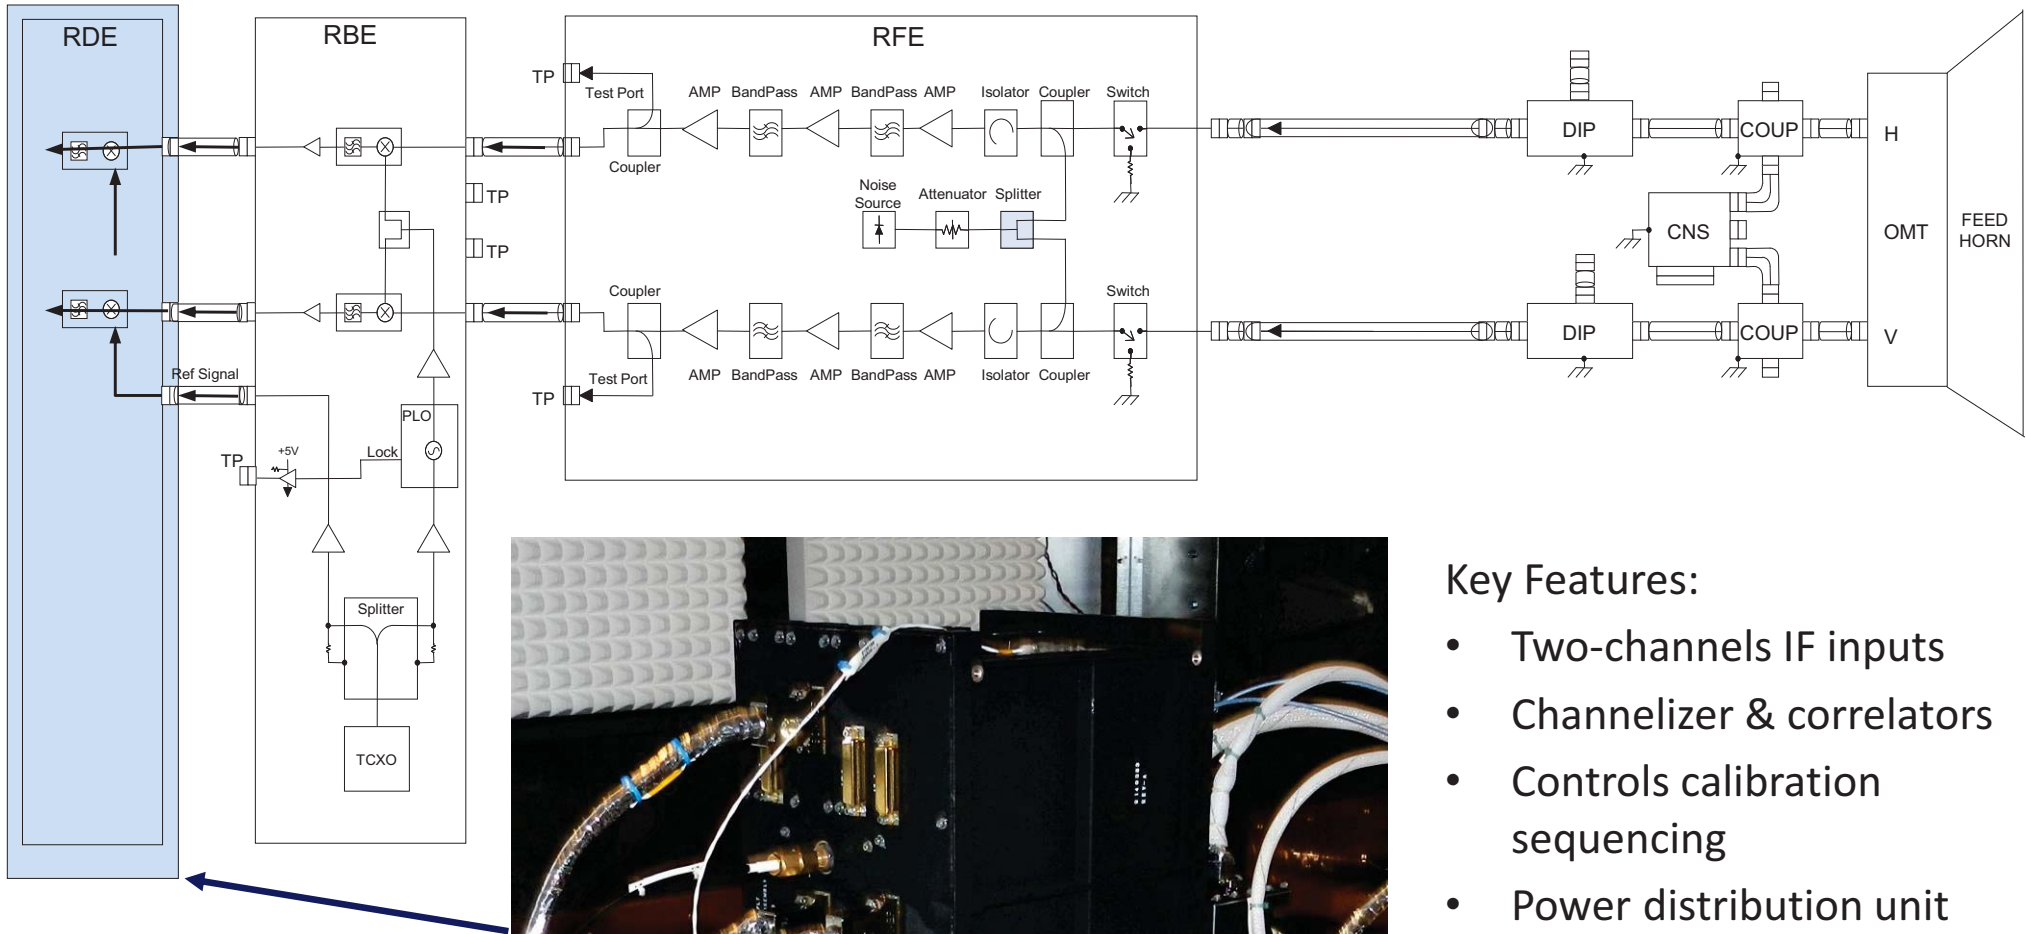 RDE
RBE
RFE
TP
Test Port
AMP
BandPass
AMP
BandPass
AMP
Isolator
Coupler
Switch
Coupler
DIP
COUP
H
TP
TP
Noise
Source
Attenuator
Splitter
CNS
OMT
FEED
HORN
Coupler
Switch
DIP
COUP
V
Ref Signal
TP
Test Port
AMP
BandPass
AMP
BandPass
AMP
Isolator
Coupler
PLO
Lock
+5V
TP
Splitter
TCXO
Key Features:
• Two-channels IF inputs
• Channelizer & correlators
• Controls calibration
sequencing
• Power distribution unit